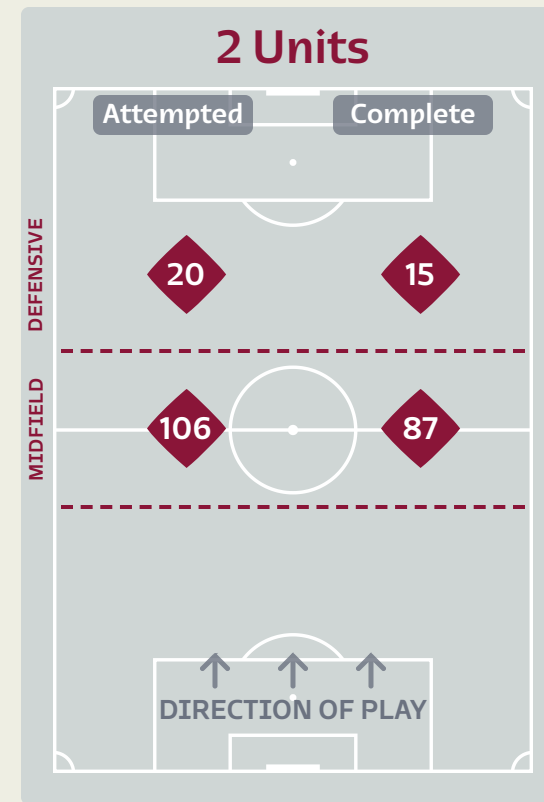 2 Units
Attempted
Complete
DEFENSIVE
20
15
MIDFIELD
106
87
DIRECTION OF PLAY